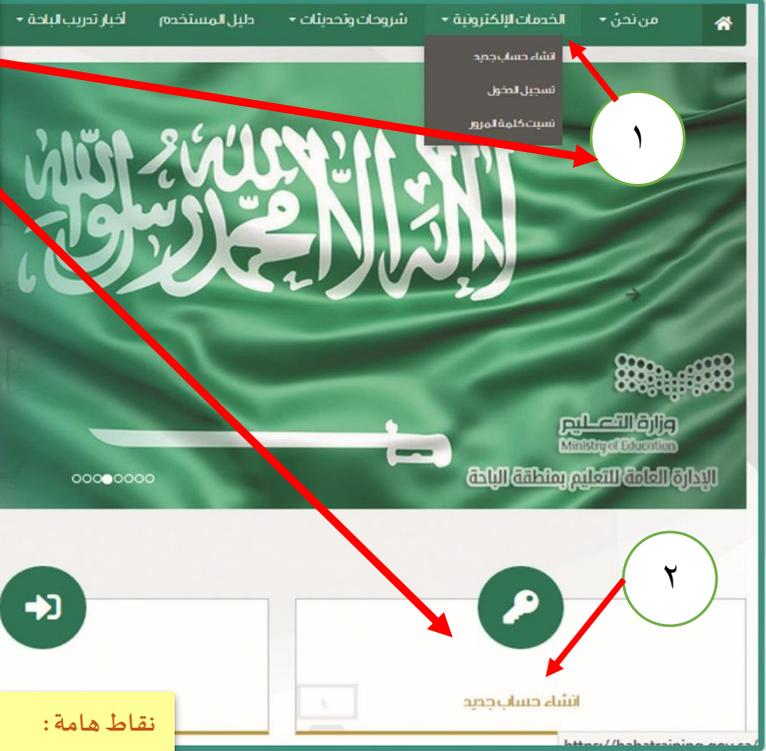 من نحن
الخدمات الإلكترونية
شروحات وتحديثات
دليل المستخدم
أخبار تدريب الباحة
انشاء حساب جديد
تسجيل الدخول
نسيت كلمة المرور
١
لا إله إلا الله محمد رسول الله
وزارة التعليم
Ministry of Education
الإدارة العامة للتعليم بمنطقة الباحة
٢
انشاء حساب جديد
نقاط هامة :